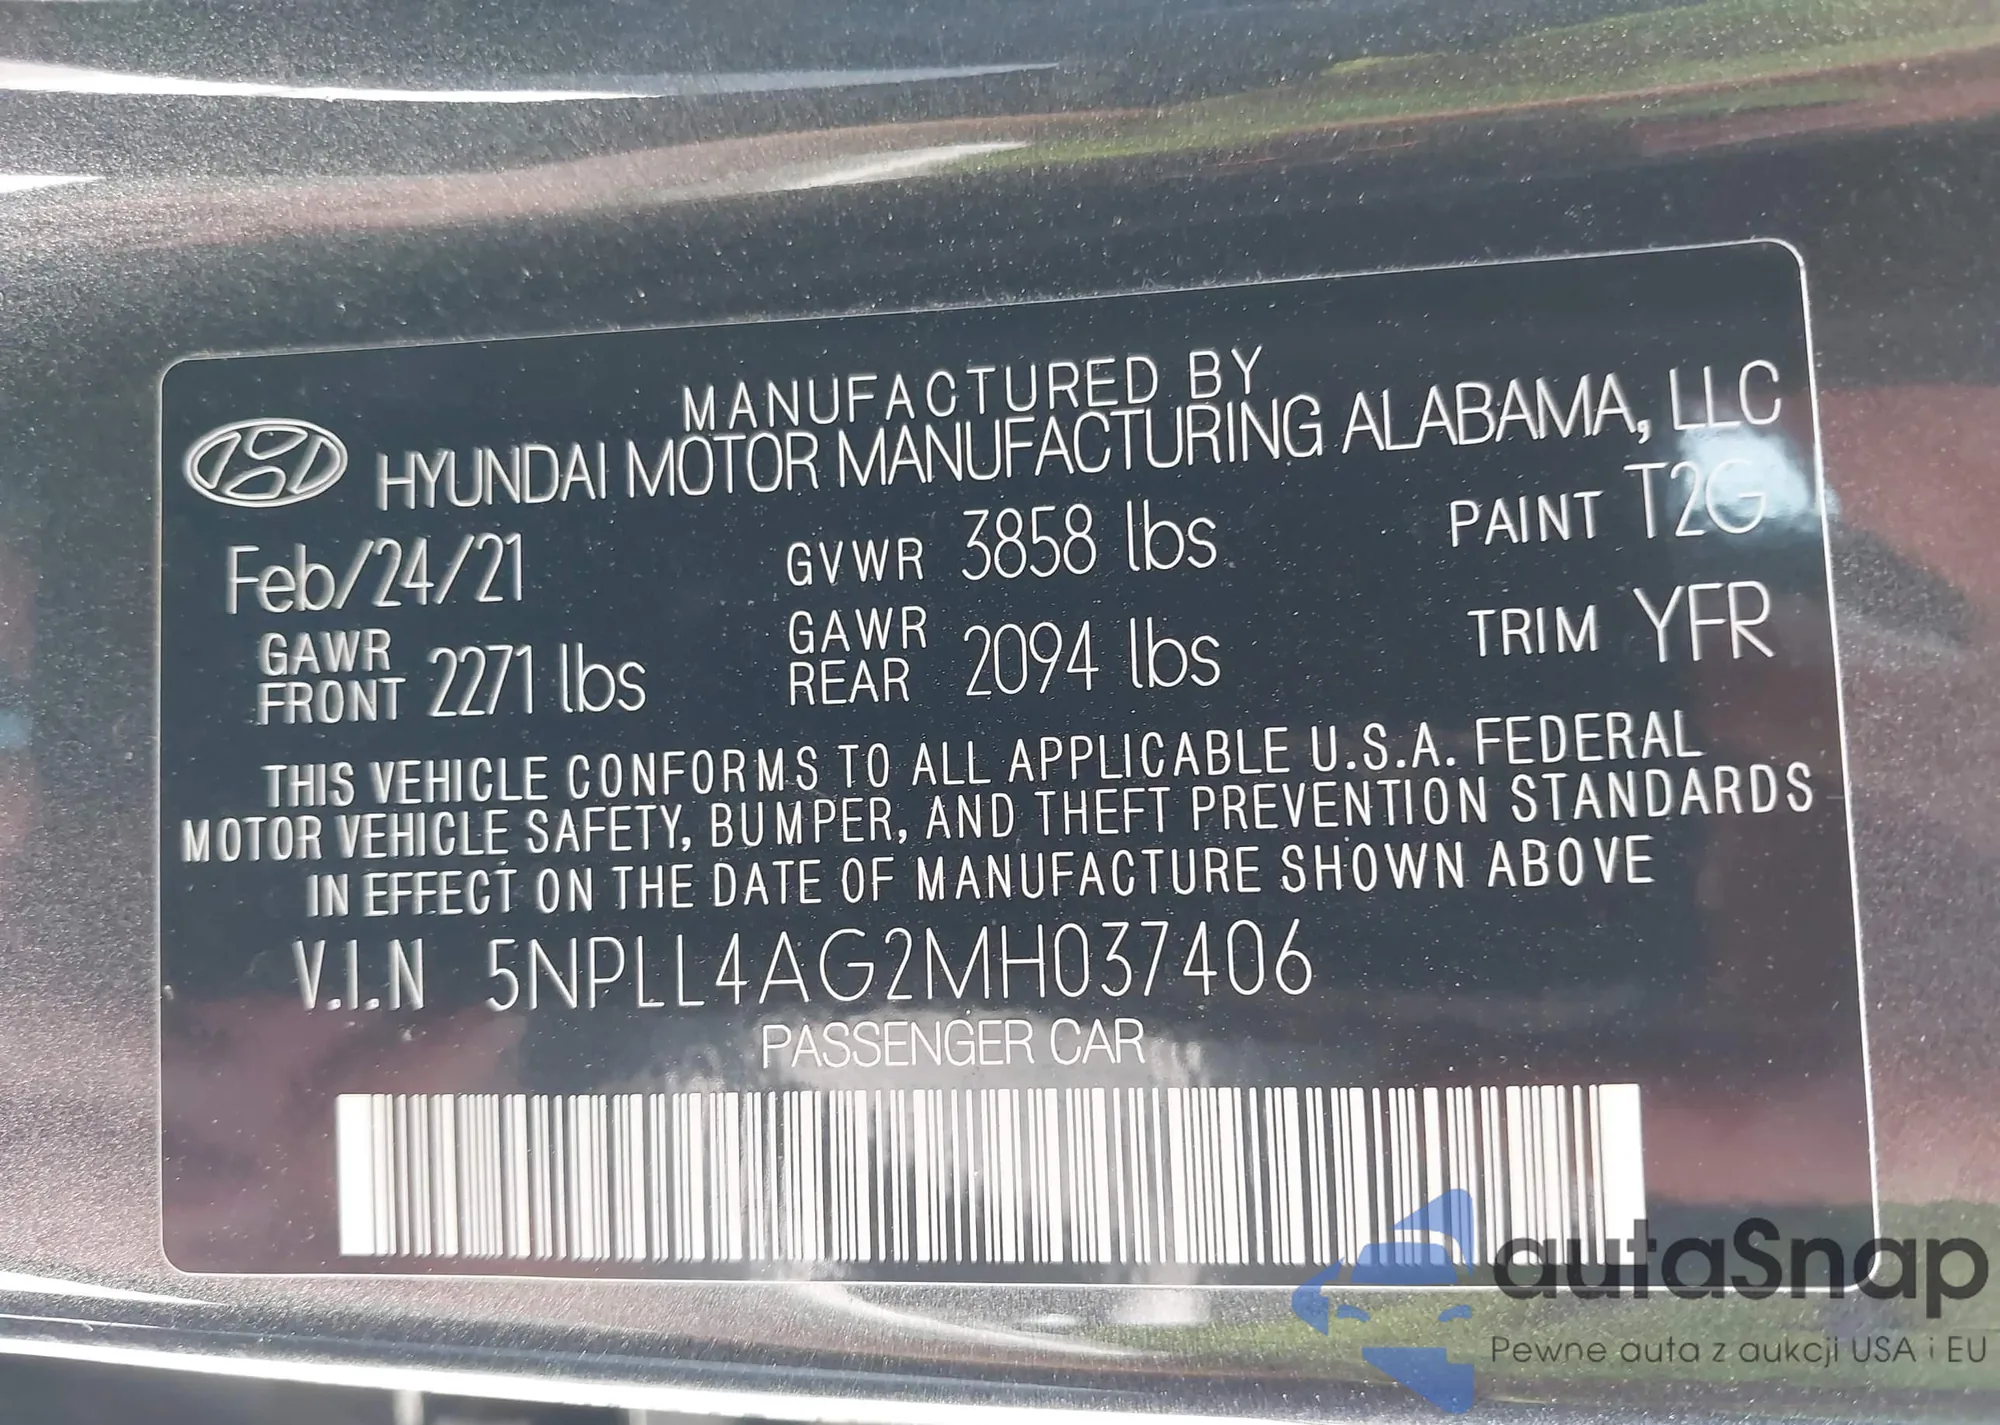 MANUFACTURED BY
HYUNDAI MOTOR MANUFACTURING ALABAMA, LLC
Feb/24/21 GVWR 3858 lbs PAINT T2G
GAWR FRONT 2271 lbs GAWR REAR 2094 lbs TRIM YFR
THIS VEHICLE CONFORMS TO ALL APPLICABLE U.S.A. FEDERAL
MOTOR VEHICLE SAFETY, BUMPER, AND THEFT PREVENTION STANDARDS
IN EFFECT ON THE DATE OF MANUFACTURE SHOWN ABOVE
V.I.N 5NPLL4AG2MH037406
PASSENGER CAR
autaSnap
Pewne auta z aukcji USA i EU